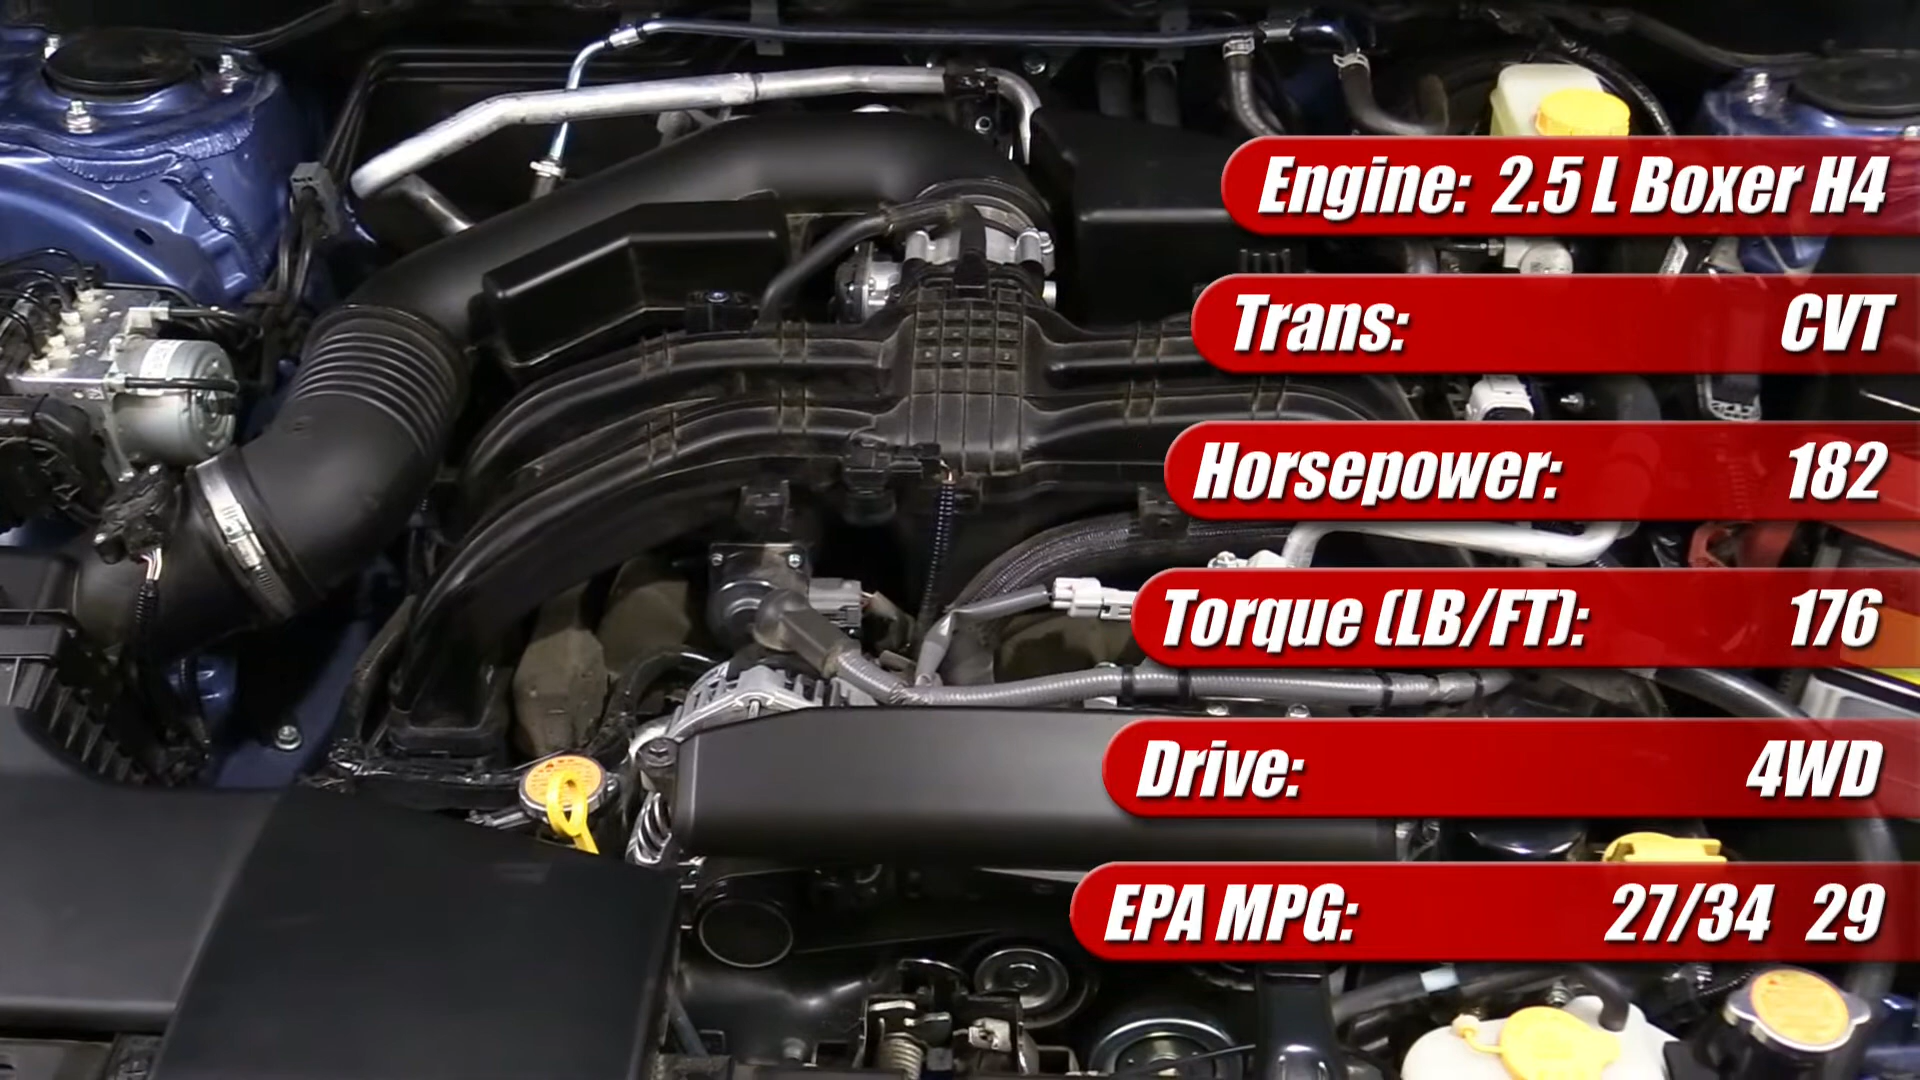 Engine: 2.5 L Boxer H4
Trans: CVT
Horsepower: 182
Torque (LB/FT): 176
Drive: 4WD
EPA MPG: 27/34 29